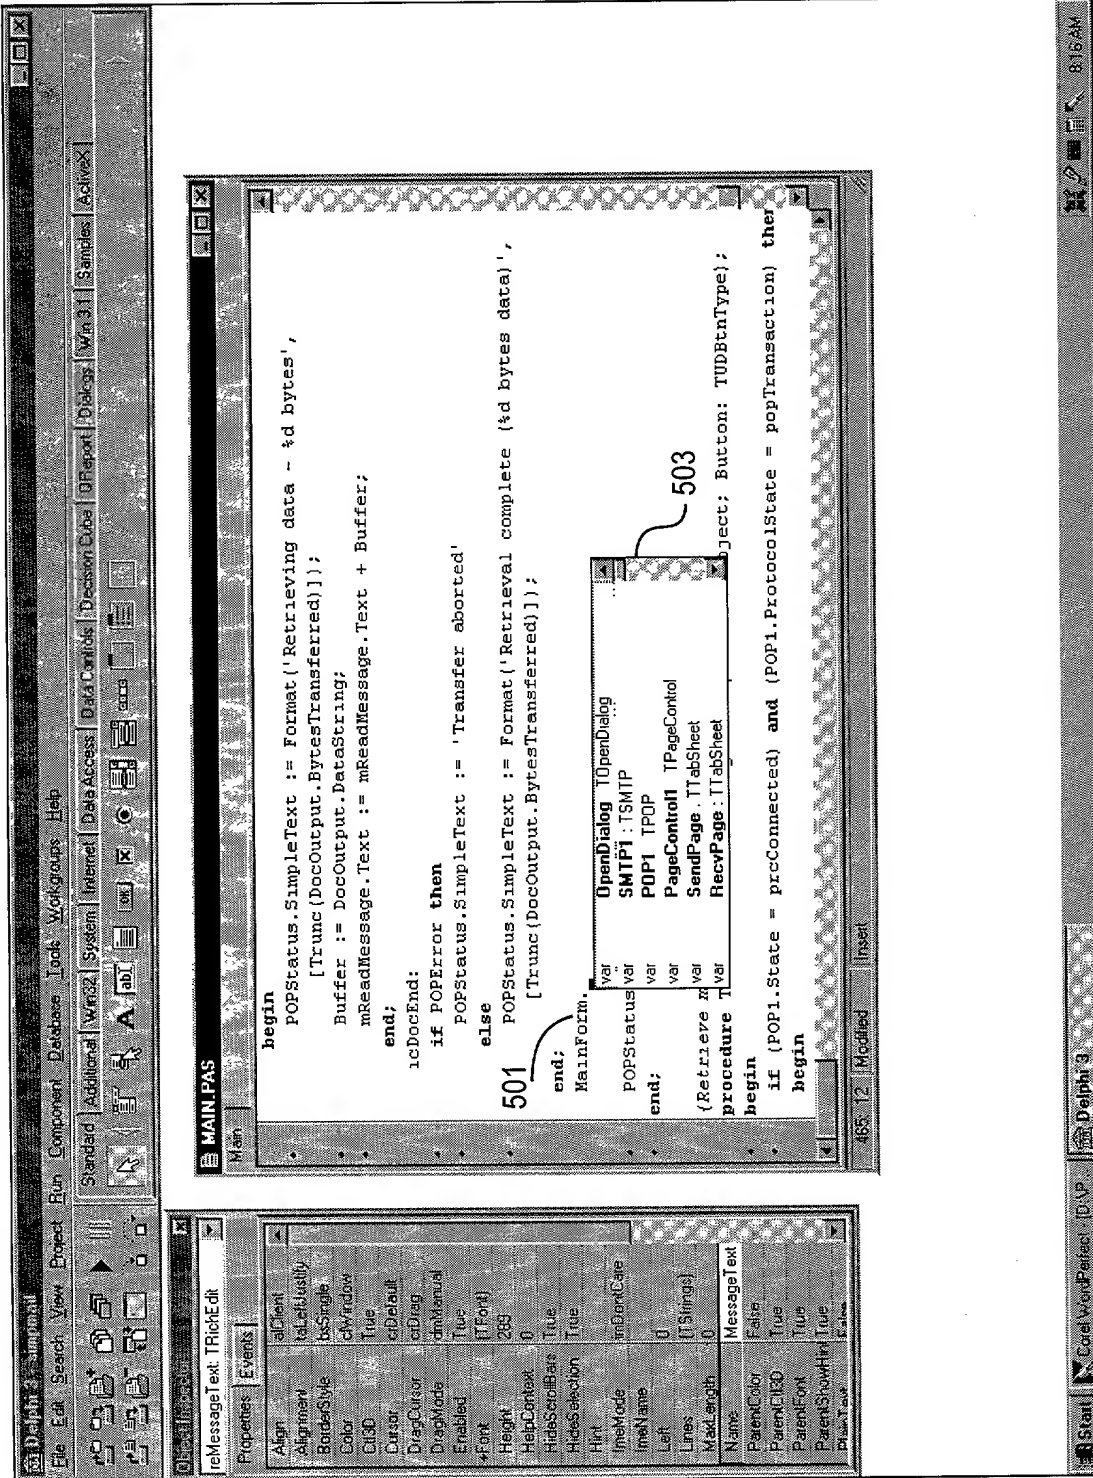 Delphi 3 - simpmail
File Edit Search View Project Run Component Database Tools Workgroups Help
Standard Additional Win32 System Internet Data Access Data Controls Decision Cube QReport Dialogs Win 3.1 Samples ActiveX
Object Inspector
reMessageText: TRichEdit
Properties Events
Align alClient
Alignment taLeftJustify
BorderStyle bsSingle
Color clWindow
Ctl3D True
Cursor crDefault
DragCursor crDrag
DragMode dmManual
Enabled True
+Font (TFont)
Height 289
HelpContext 0
HideScrollBars True
HideSelection True
Hint
ImeMode imDontCare
ImeName
Left 0
Lines (TStrings)
MaxLength 0
Name MessageText
ParentColor False
ParentCtl3D True
ParentFont True
ParentShowHint True
PlainText False
MAIN.PAS
Main
begin
POPStatus.SimpleText := Format('Retrieving data - %d bytes',
[Trunc(DocOutput.BytesTransferred)]);
Buffer := DocOutput.DataString;
mReadMessage.Text := mReadMessage.Text + Buffer;
end;
icDocEnd:
if POPError then
POPStatus.SimpleText := 'Transfer aborted'
else
POPStatus.SimpleText := Format('Retrieval complete (%d bytes data)',
[Trunc(DocOutput.BytesTransferred)]);
501
end;
MainForm.
var OpenDialog TOpenDialog
var SMTP1 : TSMTP
var POP1 TPOP
var PageControl1 TPageControl
var SendPage . TTabSheet
var RecvPage : TTabSheet
503
POPStatus
end;
{Retrieve m
procedure T ject; Button: TUDBtnType);
begin
if (POP1.State = prcConnected) and (POP1.ProtocolState = popTransaction) then
begin
465: 12 Modified Insert
Start Corel WordPerfect - [D:\P... Delphi 3 8:16 AM